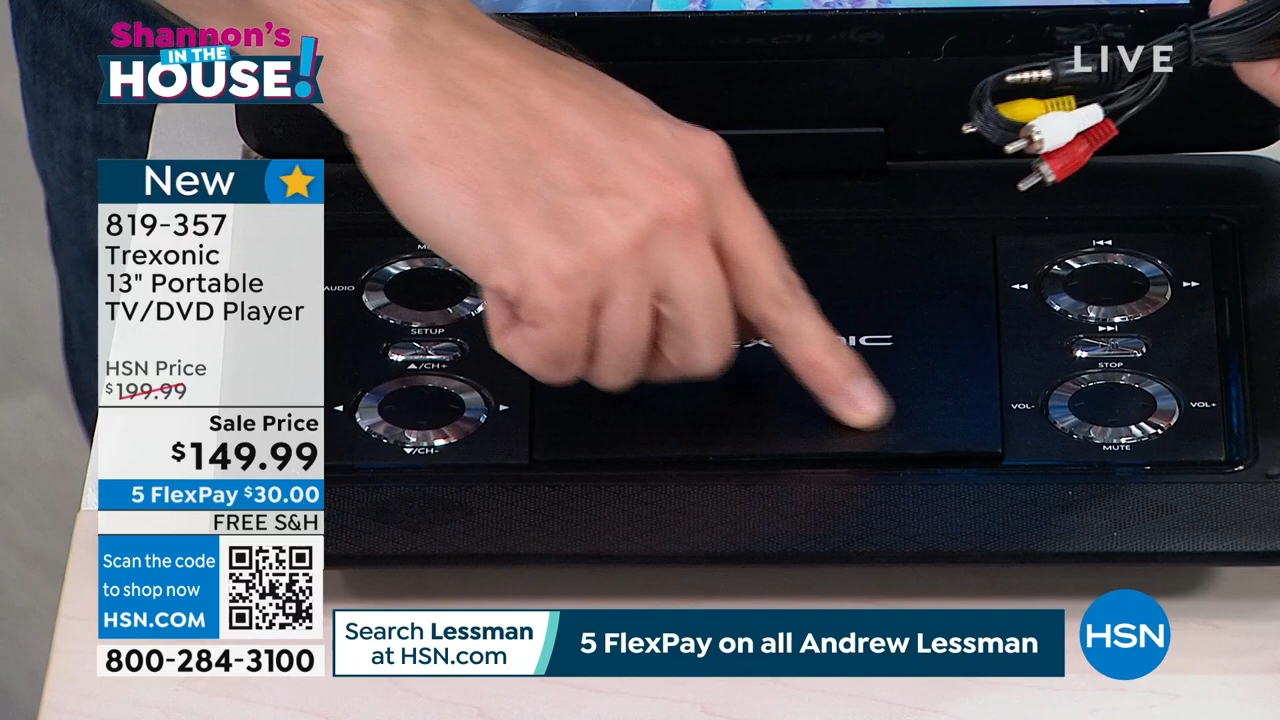 Shannon's
IN THE
HOUSE!
LIVE
New
819-357
Trexonic
13" Portable
TV/DVD Player
HSN Price
$199.99
Sale Price
$149.99
5 FlexPay $30.00
FREE S&H
Scan the code
to shop now
HSN.COM
800-284-3100
AUDIO
SETUP
▲/CH+
▼/CH-
STOP
VOL-
VOL+
MUTE
Search Lessman
at HSN.com
5 FlexPay on all Andrew Lessman
HSN